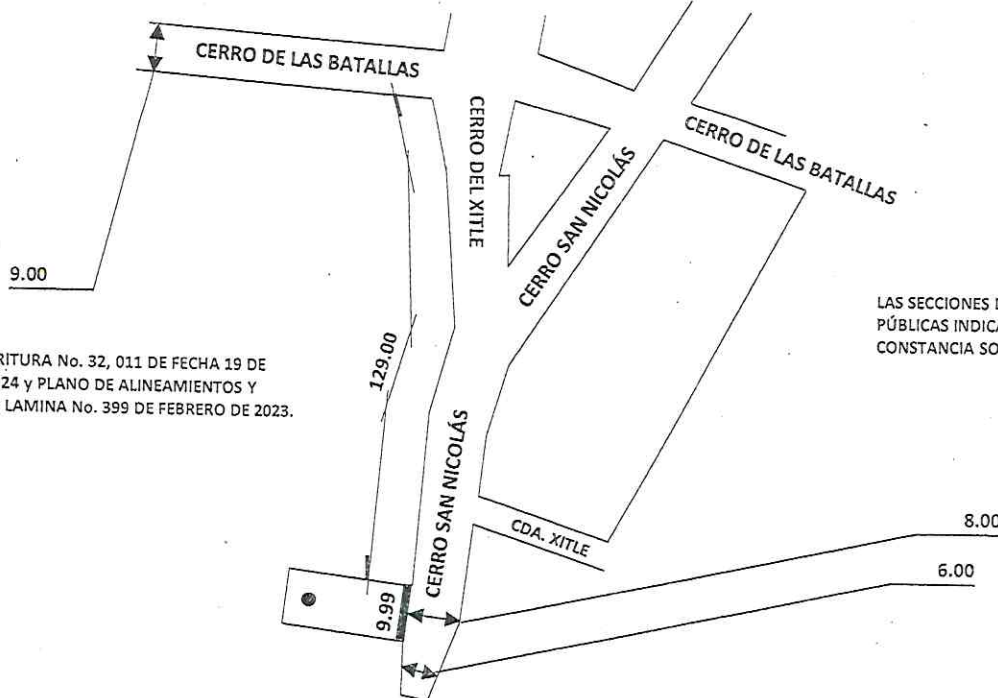 CERRO DE LAS BATALLAS
CERRO DEL XITLE
CERRO DE LAS BATALLAS
CERRO SAN NICOLÁS
9.00
LAS SECCIONES
PÚBLICAS
129.00
RITURA No. 32, 011 DE FECHA 19 DE
24 y PLANO DE ALINEAMIENTOS Y
LAMINA No. 399 DE FEBRERO DE 2023.
CONSTANCIA
CERRO SAN NICOLÁS
CDA. XITLE
8.00
6.00
9.99